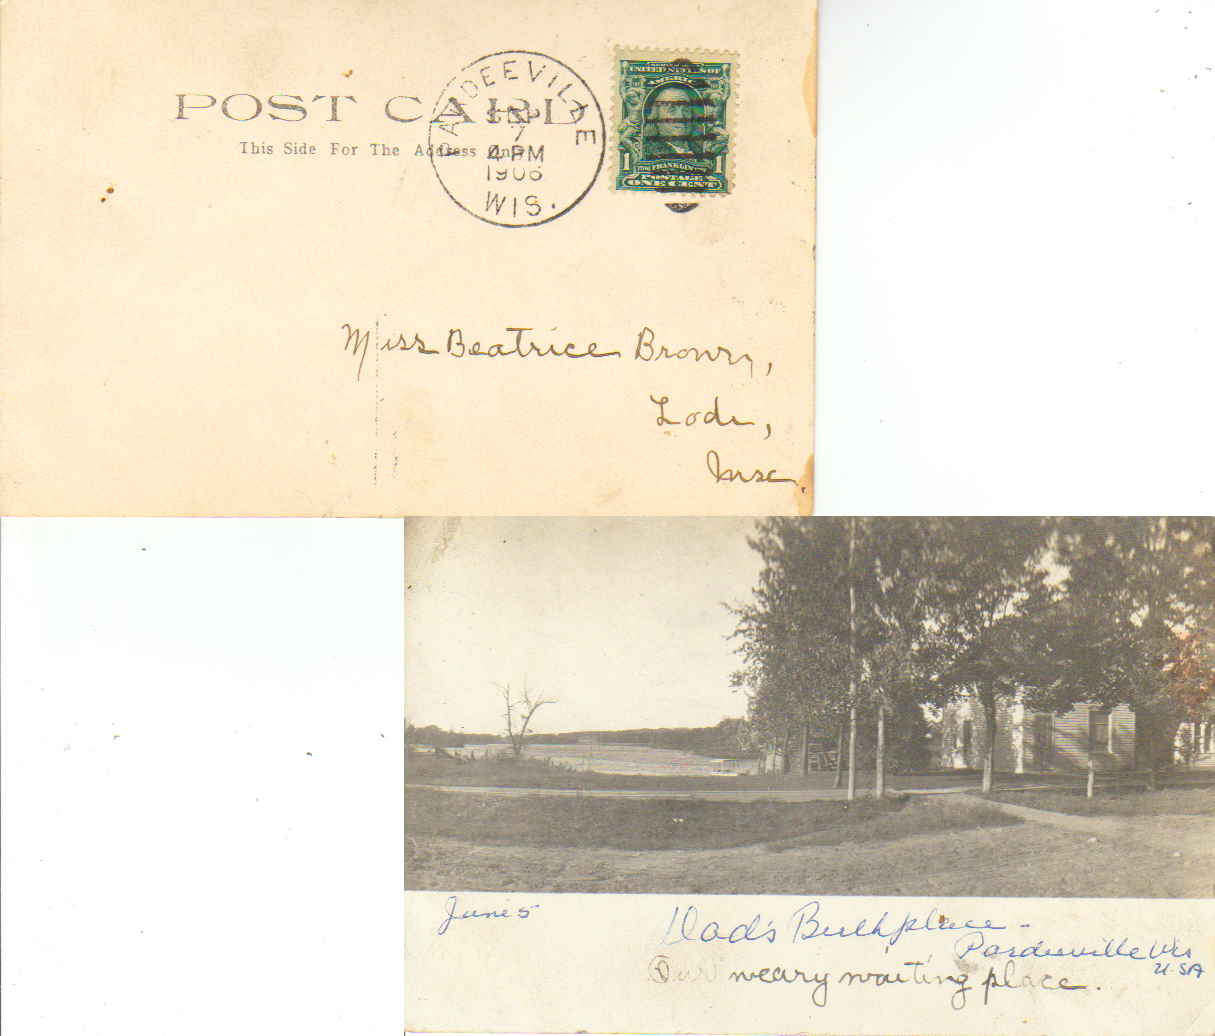 POST CARD
This Side For The Address Only
PARDEEVILLE
SEP
7
4 PM
1906
WIS.
UNITED STATES OF
AMERICA
1 FRANKLIN 1
POSTAGE
ONE CENT
Miss Beatrice Brown,
Lodi,
Wisc.
June 5
Dad's Birthplace -
Pardeeville Wis
U.S.A
Our weary waiting place.